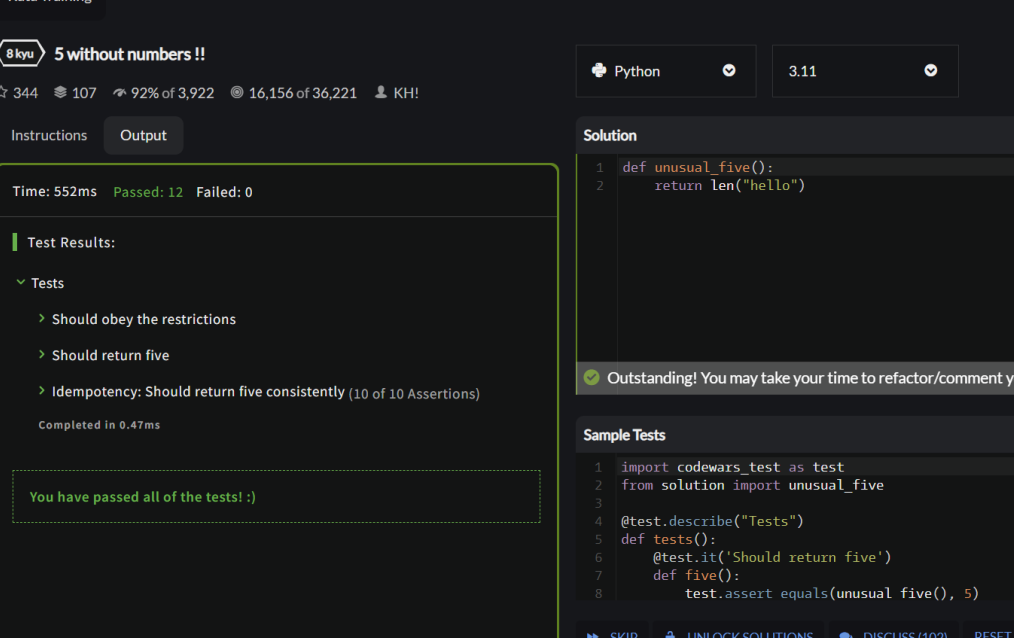 8 kyu 5 without numbers !!
344 107 92% of 3,922 16,156 of 36,221 KH!
Instructions Output
Time: 552ms Passed: 12 Failed: 0
Test Results:
Tests
Should obey the restrictions
Should return five
Idempotency: Should return five consistently (10 of 10 Assertions)
Completed in 0.47ms
You have passed all of the tests! :)
Python 3.11
Solution
1 def unusual_five():
2 return len("hello")
Outstanding! You may take your time to refactor/comment y
Sample Tests
1 import codewars_test as test
2 from solution import unusual_five
3
4 @test.describe("Tests")
5 def tests():
6 @test.it('Should return five')
7 def five():
8 test.assert_equals(unusual_five(), 5)
SKIP UNLOCK SOLUTIONS DISCUSS (102) RESET